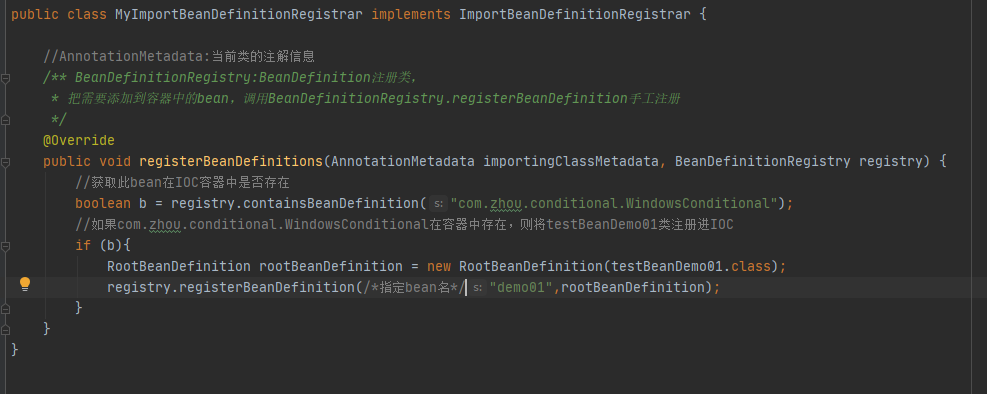 public class MyImportBeanDefinitionRegistrar implements ImportBeanDefinitionRegistrar {
//AnnotationMetadata:当前类的注解信息
/** BeanDefinitionRegistry:BeanDefinition注册类，
* 把需要添加到容器中的bean，调用BeanDefinitionRegistry.registerBeanDefinition手工注册
*/
@Override
public void registerBeanDefinitions(AnnotationMetadata importingClassMetadata, BeanDefinitionRegistry registry) {
//获取此bean在IOC容器中是否存在
boolean b = registry.containsBeanDefinition( s: "com.zhou.conditional.WindowsConditional");
//如果com.zhou.conditional.WindowsConditional在容器中存在，则将testBeanDemo01类注册进IOC
if (b){
RootBeanDefinition rootBeanDefinition = new RootBeanDefinition(testBeanDemo01.class);
registry.registerBeanDefinition(/*指定bean名*/ s: "demo01",rootBeanDefinition);
}
}
}